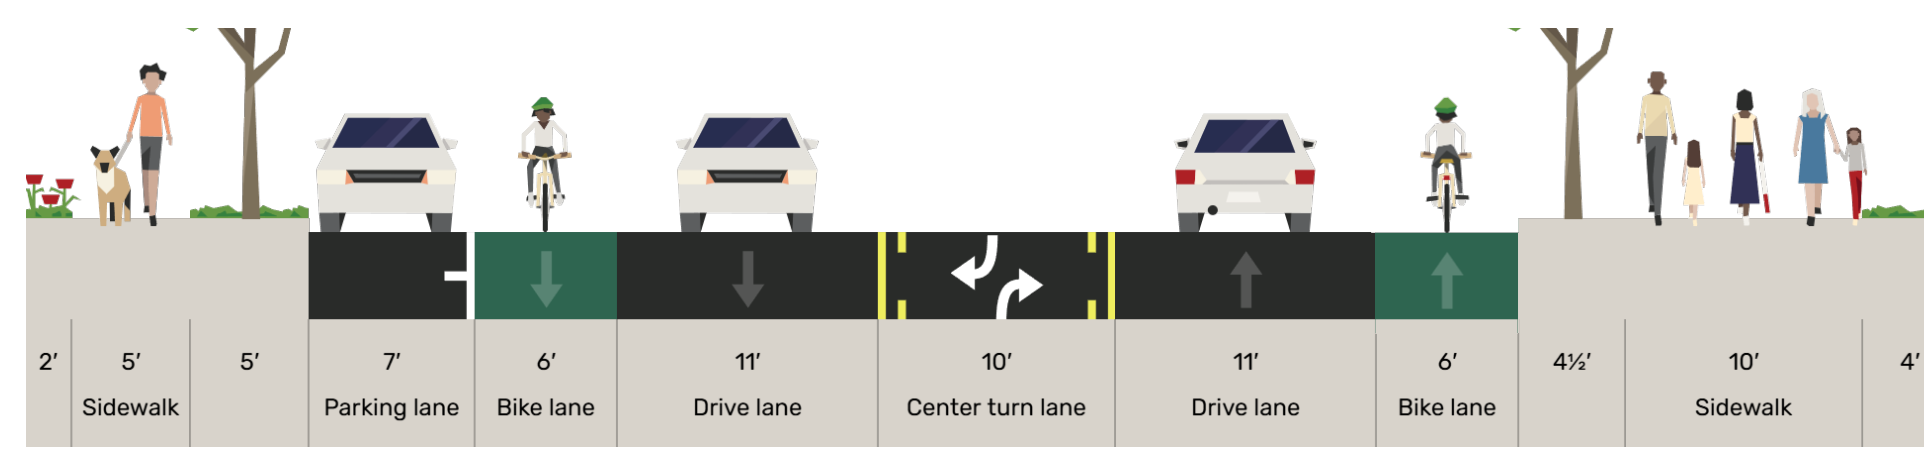 2′ 5′ 5′ 7′ 6′ 11′ 10′ 11′ 6′ 4½′ 10′ 4′
Sidewalk Parking lane Bike lane Drive lane Center turn lane Drive lane Bike lane Sidewalk